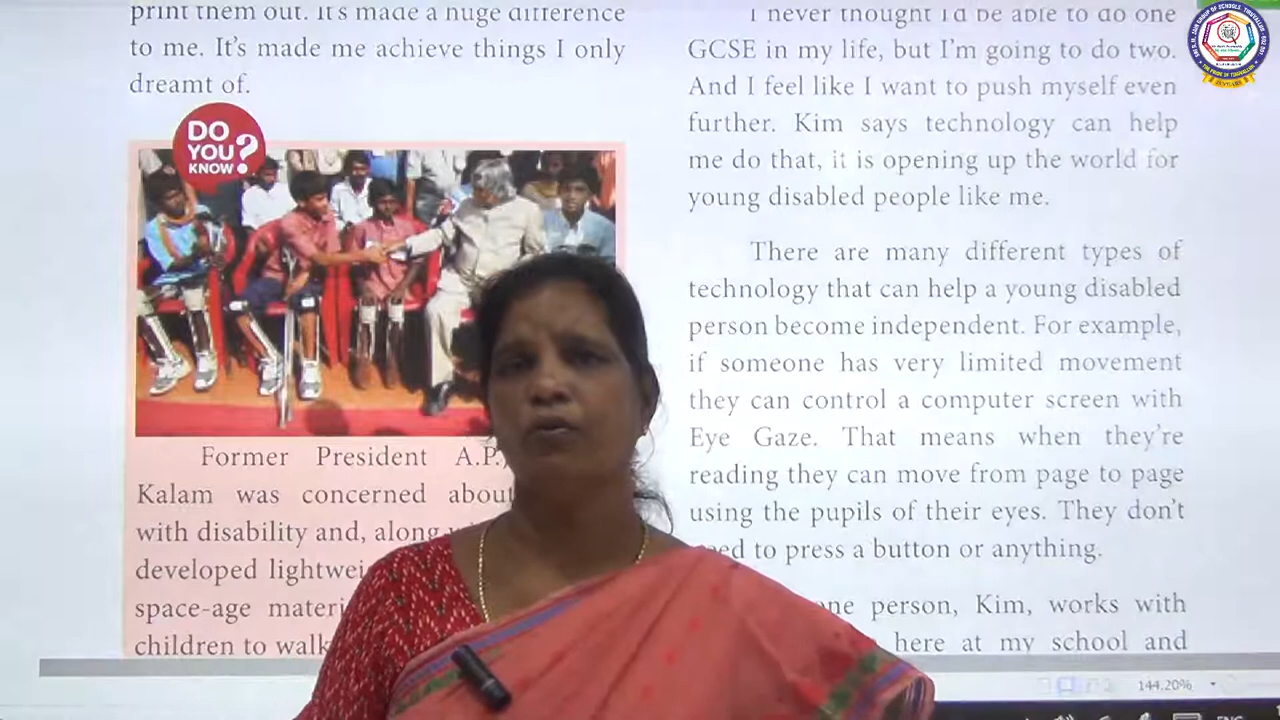 print them out. It's made a huge difference
to me. It's made me achieve things I only
dreamt of.
DO
YOU
KNOW?
Former President A.P.
Kalam was concerned about
with disability and, along
developed
space-age
children to walk
I never thought I'd be able to do one
GCSE in my life, but I'm going to do two.
And I feel like I want to push myself even
further. Kim says technology can help
me do that, it is opening up the world for
young disabled people like me.
There are many different types of
technology that can help a young disabled
person become independent. For example,
if someone has very limited movement
they can control a computer screen with
Eye Gaze. That means when they're
reading they can move from page to page
using the pupils of their eyes. They don't
to press a button or anything.
person, Kim, works with
here at my school and
144.20%
ENG